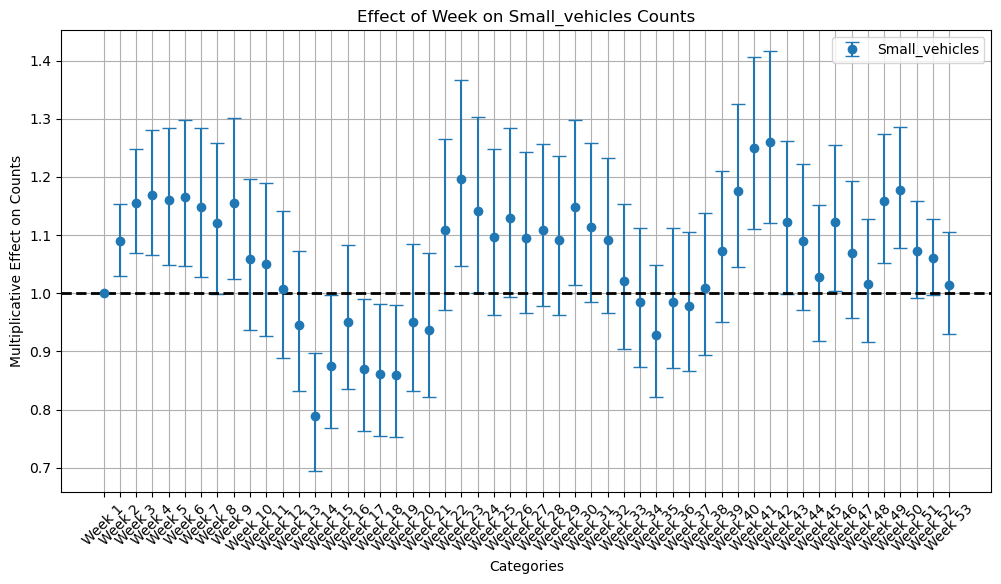 Effect of Week on Small_vehicles Counts
Small_vehicles
Multiplicative Effect on Counts
1.4
1.3
1.2
1.1
1.0
0.9
0.8
0.7
Week 1
Week 2
Week 3
Week 4
Week 5
Week 6
Week 7
Week 8
Week 9
Week 10
Week 11
Week 12
Week 13
Week 14
Week 15
Week 16
Week 17
Week 18
Week 19
Week 20
Week 21
Week 22
Week 23
Week 24
Week 25
Week 26
Week 27
Week 28
Week 29
Week 30
Week 31
Week 32
Week 33
Week 34
Week 35
Week 36
Week 37
Week 38
Week 39
Week 40
Week 41
Week 42
Week 43
Week 44
Week 45
Week 46
Week 47
Week 48
Week 49
Week 50
Week 51
Week 52
Week 53
Categories